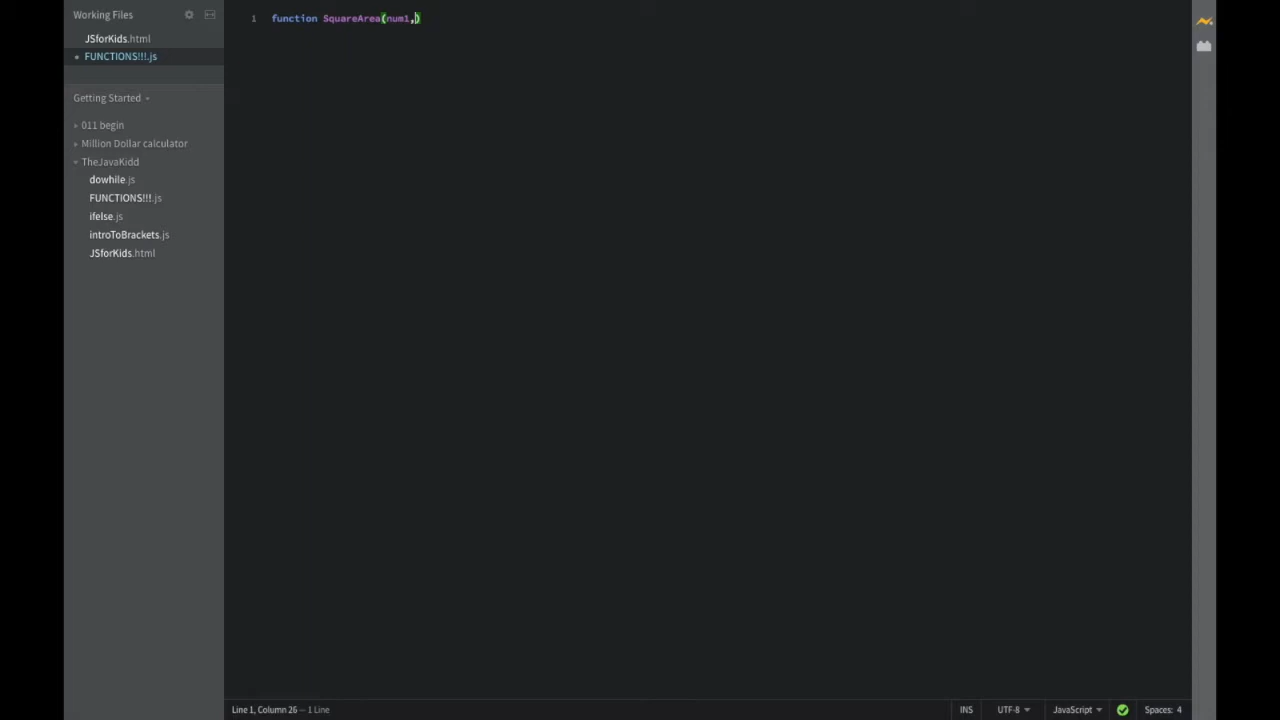 Working Files
JSforKids.html
FUNCTIONS!!!.js
Getting Started
011 begin
Million Dollar calculator
TheJavaKidd
dowhile.js
FUNCTIONS!!!.js
ifelse.js
introToBrackets.js
JSforKids.html
1 function SquareArea(num1,)
Line 1, Column 26 — 1 Line
INS UTF-8 JavaScript Spaces: 4